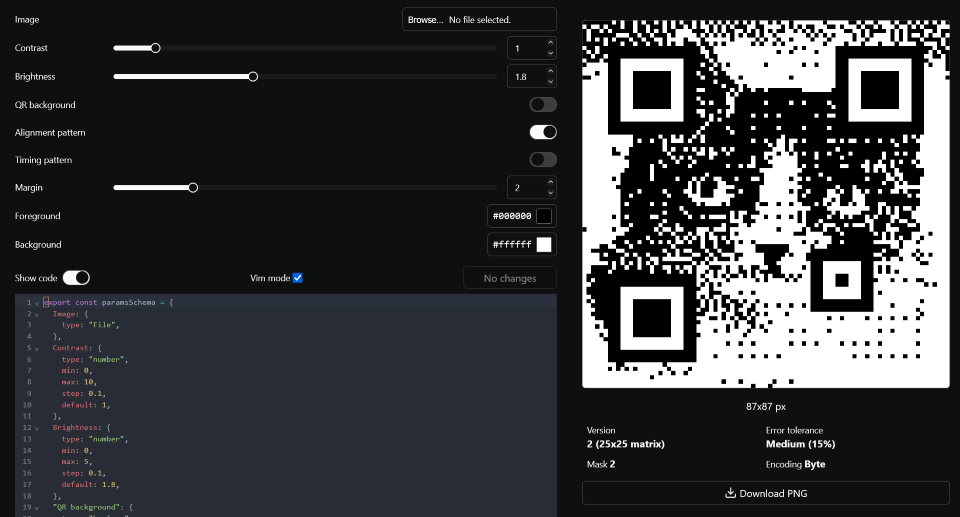 Image
Browse... No file selected.
Contrast
1
Brightness
1.8
QR background
Alignment pattern
Timing pattern
Margin
2
Foreground
#000000
Background
#ffffff
Show code
Vim mode
No changes
1 export const paramsSchema = {
2 Image: {
3 type: "File",
4 },
5 Contrast: {
6 type: "number",
7 min: 0,
8 max: 10,
9 step: 0.1,
10 default: 1,
11 },
12 Brightness: {
13 type: "number",
14 min: 0,
15 max: 5,
16 step: 0.1,
17 default: 1.8,
18 },
19 "QR background": {
87x87 px
Version
2 (25x25 matrix)
Error tolerance
Medium (15%)
Mask 2
Encoding Byte
Download PNG